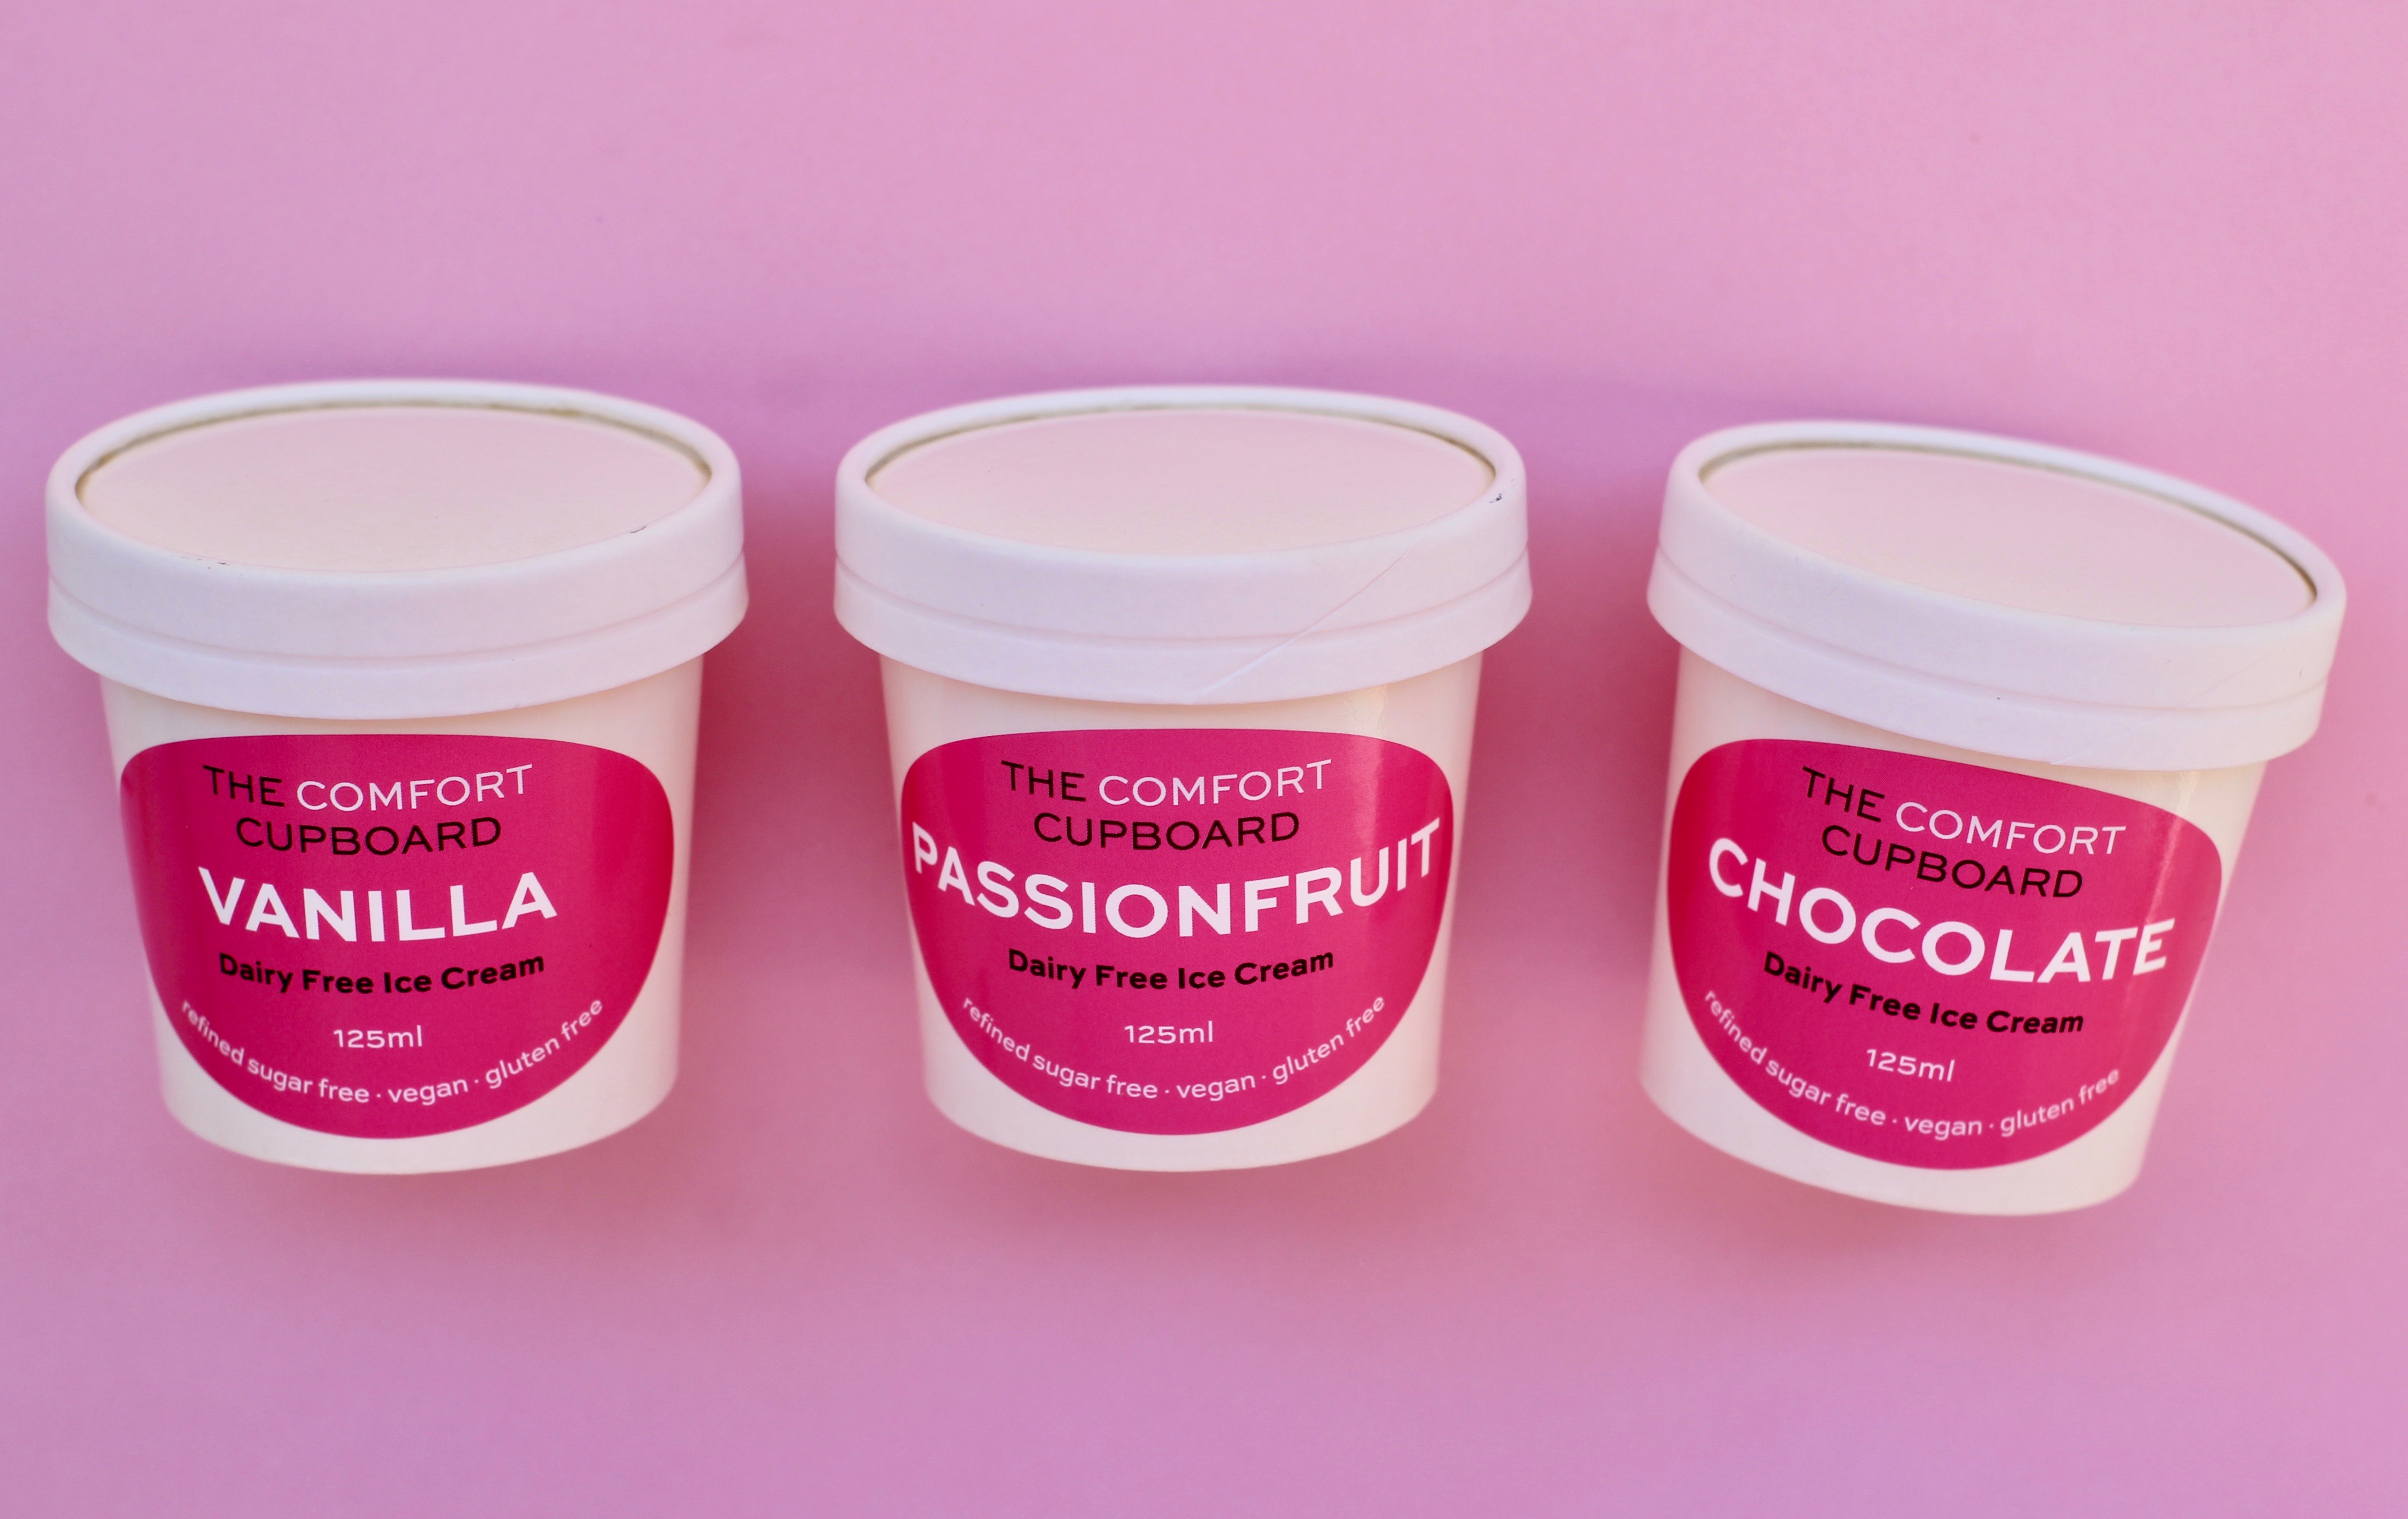 THE COMFORT
CUPBOARD
VANILLA
Dairy Free Ice Cream
125ml
refined sugar free · vegan · gluten free
THE COMFORT
CUPBOARD
PASSIONFRUIT
Dairy Free Ice Cream
125ml
refined sugar free · vegan · gluten free
THE COMFORT
CUPBOARD
CHOCOLATE
Dairy Free Ice Cream
125ml
refined sugar free · vegan · gluten free